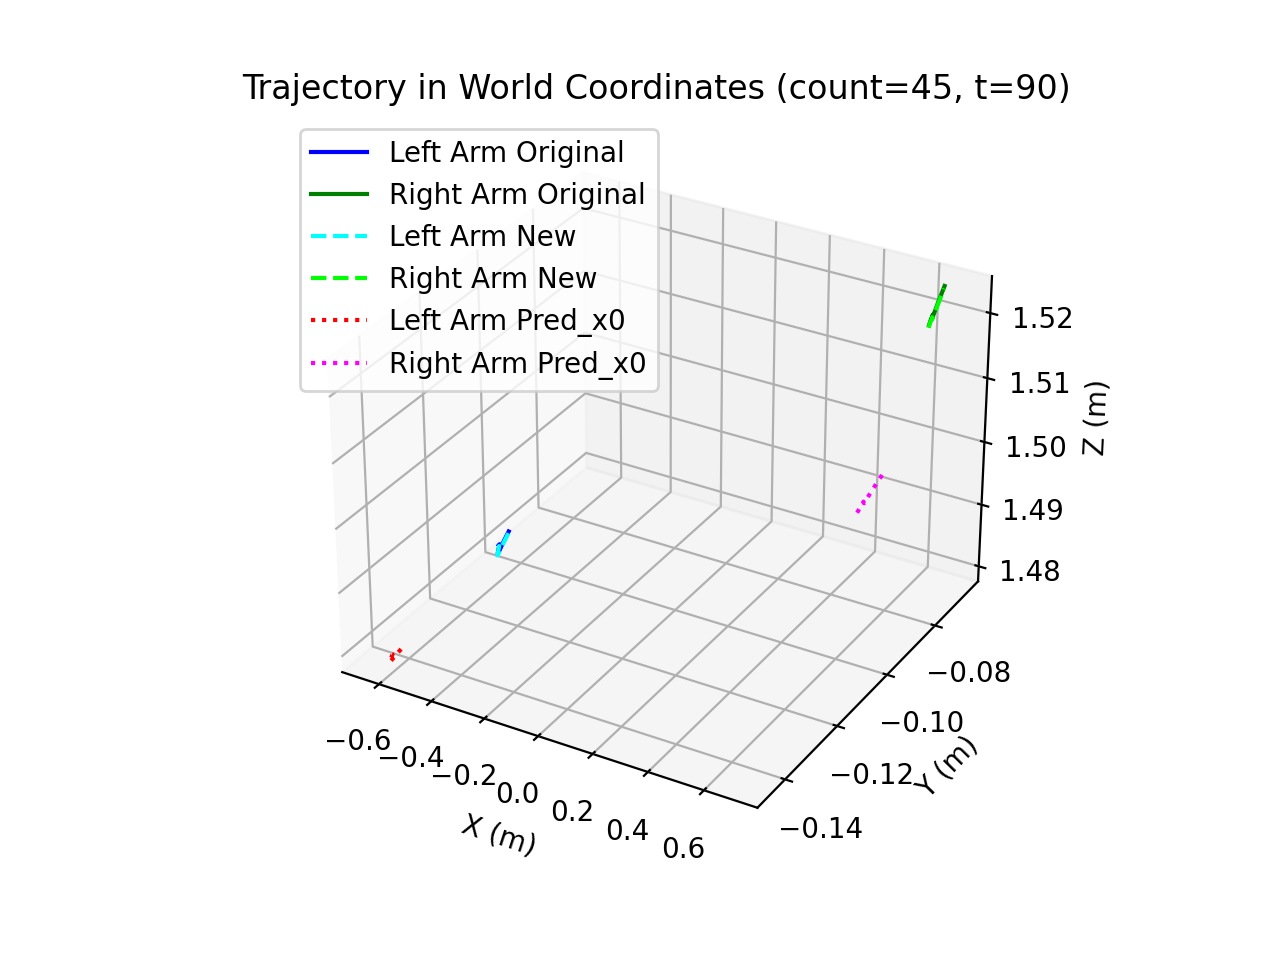 Trajectory in World Coordinates (count=45, t=90)
Left Arm Original
Right Arm Original
Left Arm New
Right Arm New
Left Arm Pred_x0
Right Arm Pred_x0
1.52
1.51
1.50
1.49
1.48
Z (m)
−0.08
−0.10
−0.12
−0.14
Y (m)
−0.6
−0.4
−0.2
0.0
0.2
0.4
0.6
X (m)